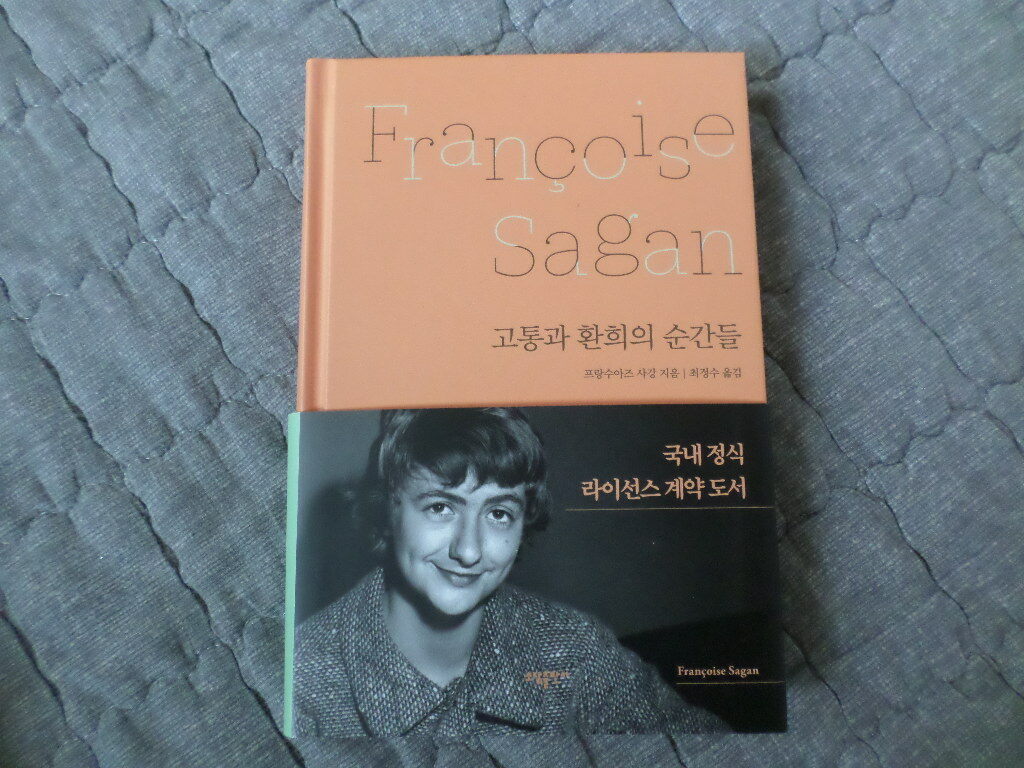 Françoise
Sagan
고통과 환희의 순간들
프랑수아즈 사강 지음 | 최정수 옮김
국내 정식
라이선스 계약 도서
Françoise Sagan